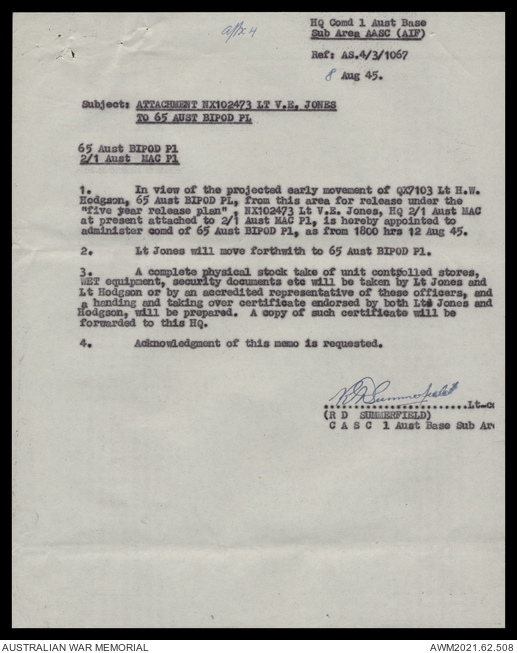 appx 4
HQ Comd 1 Aust Base
Sub Area AASC (AIF)
Ref: AS.4/3/1067
8 Aug 45.
Subject: ATTACHMENT NX102473 LT V.E. JONES
TO 65 AUST BIPOD PL
65 Aust BIPOD Pl
2/1 Aust MAC Pl
1. In view of the projected early movement of QX7103 Lt H.W.
Hodgson, 65 Aust BIPOD PL, from this area for release under the
"five year release plan", NX102473 Lt V.E. Jones, HQ 2/1 Aust MAC
at present attached to 2/1 Aust MAC Pl, is hereby appointed to
administer comd of 65 Aust BIPOD Pl, as from 1800 hrs 12 Aug 45.
2. Lt Jones will move forthwith to 65 Aust BIPOD Pl.
3. A complete physical stock take of unit controlled stores,
WET equipment, security documents etc will be taken by Lt Jones and
Lt Hodgson or by an accredited representative of these officers, and
a handing and taking over certificate endorsed by both Lts Jones and
Hodgson, will be prepared. A copy of such certificate will be
forwarded to this HQ.
4. Acknowledgment of this memo is requested.
RD Summerfield
....................Lt-co
(R D SUMMERFIELD)
C A S C 1 Aust Base Sub Are
AUSTRALIAN WAR MEMORIAL
AWM2021.62.508